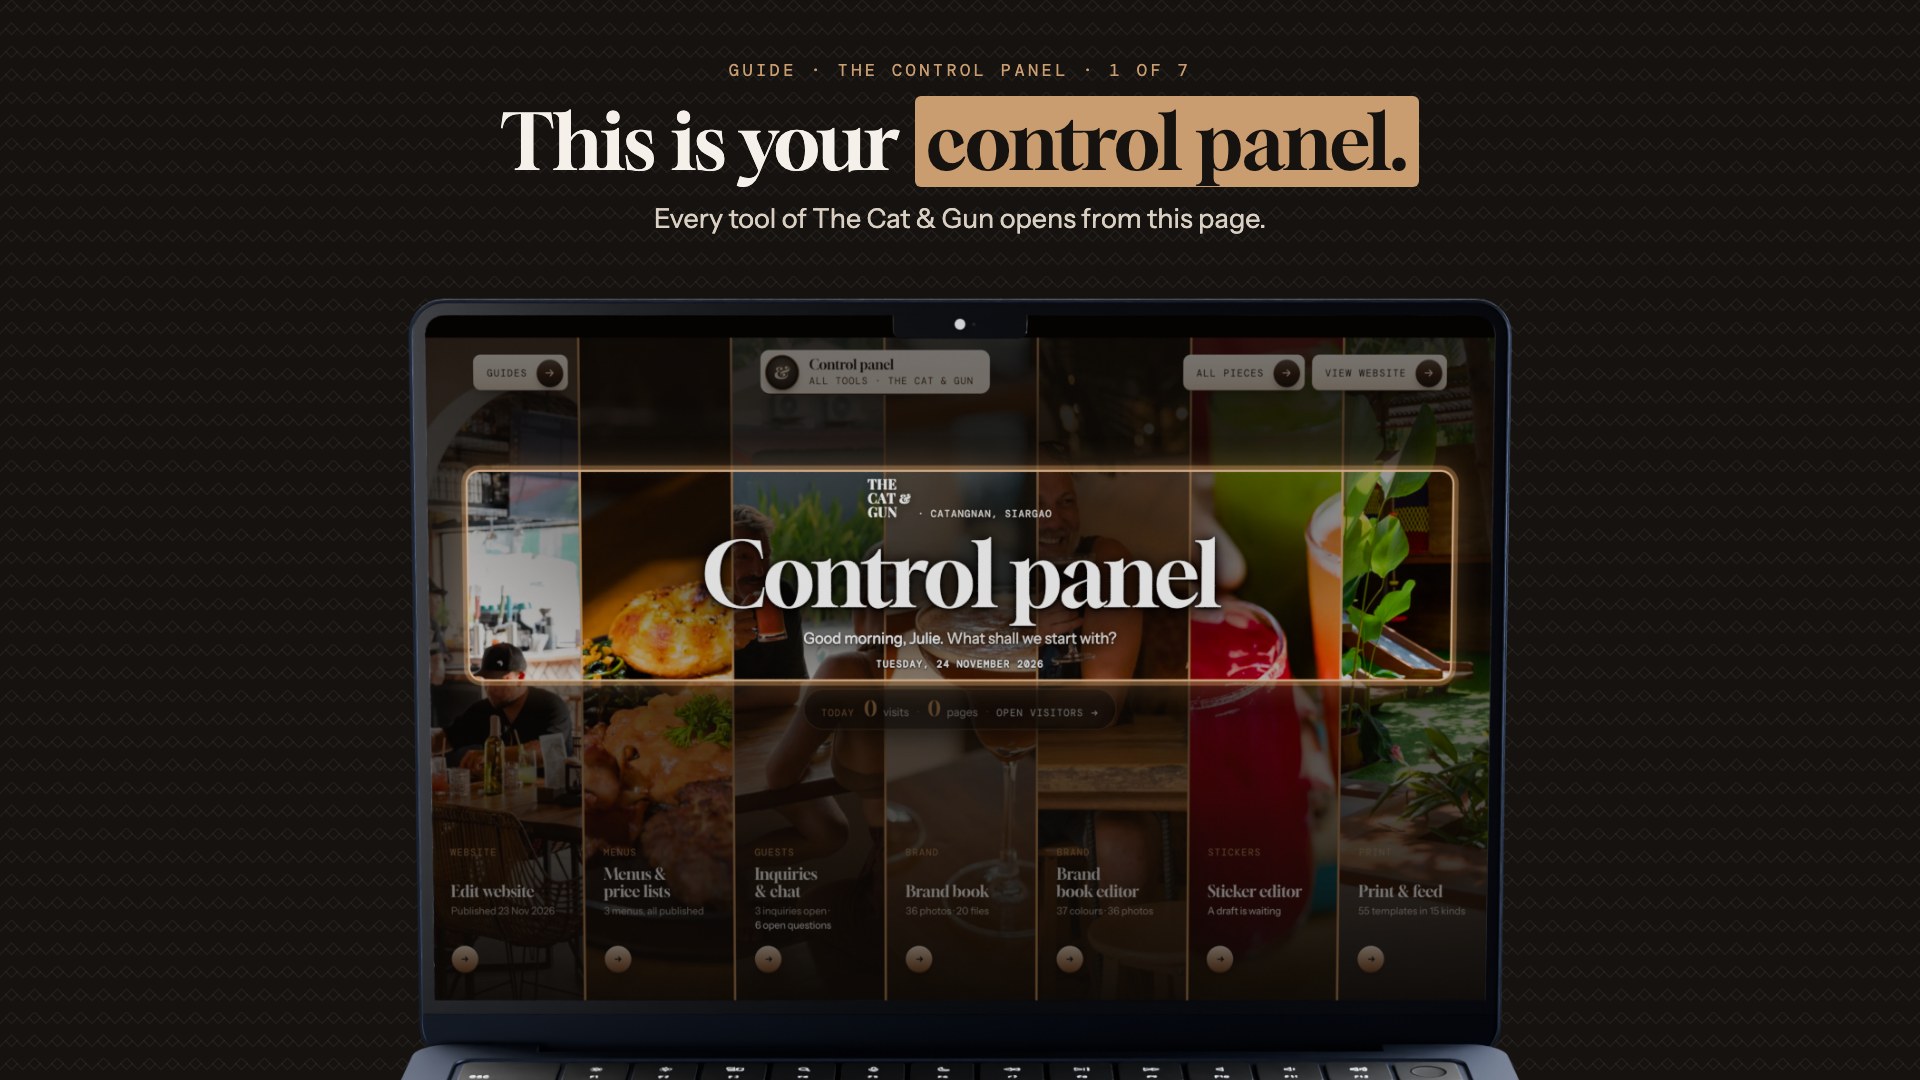 GUIDE · THE CONTROL PANEL · 1 OF 7
This is your control panel.
Every tool of The Cat & Gun opens from this page.
GUIDES
&
Control panel
ALL TOOLS · THE CAT & GUN
ALL PIECES
VIEW WEBSITE
THE
CAT &
GUN
· CATANGNAN, SIARGAO
Control panel
Good morning, Julie. What shall we start with?
TUESDAY, 24 NOVEMBER 2026
TODAY 0 visits · 0 pages · OPEN VISITORS →
WEBSITE
Edit website
Published 23 Nov 2026
MENUS
Menus &
price lists
3 menus, all published
GUESTS
Inquiries
& chat
3 inquiries open ·
6 open questions
BRAND
Brand book
36 photos · 20 files
BRAND
Brand
book editor
37 colours · 36 photos
STICKERS
Sticker editor
A draft is waiting
PRINT
Print & feed
55 templates in 15 kinds
esc